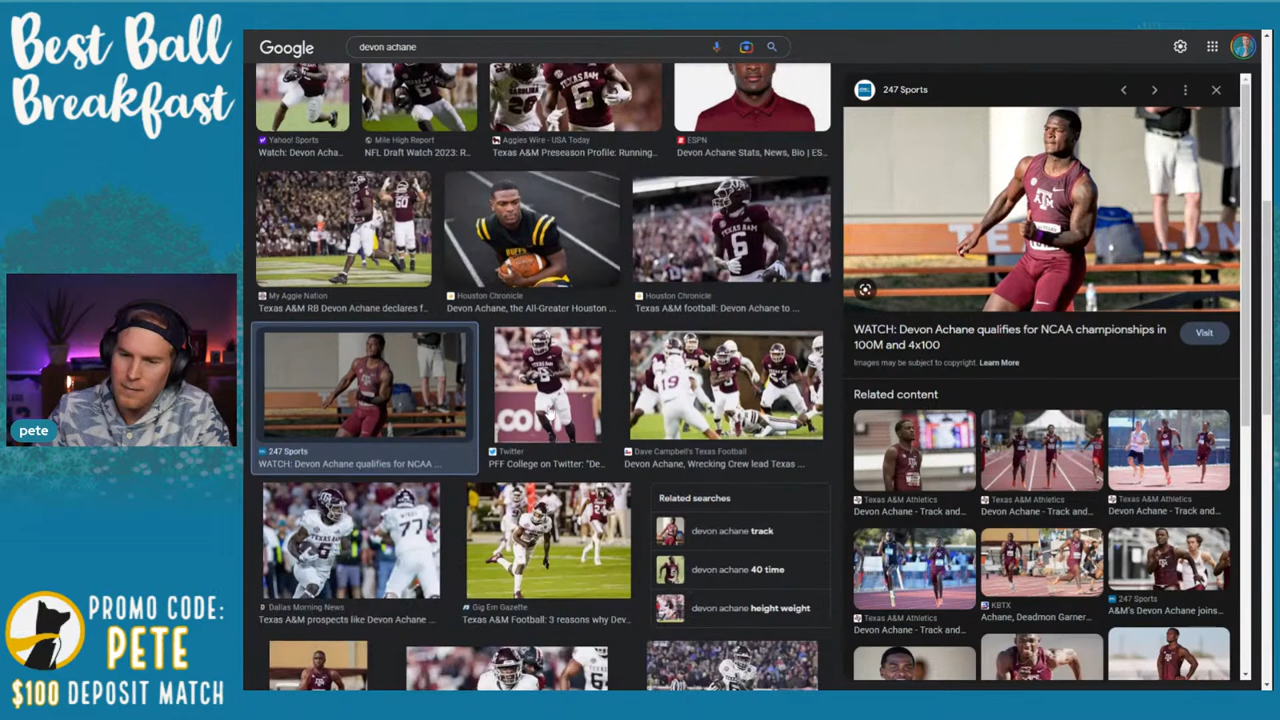 Best Ball
Breakfast
Google
devon achane
Yahoo! Sports
Watch: Devon Acha...
Mile High Report
NFL Draft Watch 2023: R...
Aggies Wire - USA Today
Texas A&M Preseason Profile: Running...
ESPN
Devon Achane Stats, News, Bio | ES...
My Aggie Nation
Texas A&M RB Devon Achane declares f...
Houston Chronicle
Devon Achane, the All-Greater Houston ...
Houston Chronicle
Texas A&M football: Devon Achane to ...
247 Sports
WATCH: Devon Achane qualifies for NCAA ...
Twitter
PFF College on Twitter: "De...
Dave Campbell's Texas Football
Devon Achane, Wrecking Crew lead Texas ...
Dallas Morning News
Texas A&M prospects like Devon Achane ...
Gig Em Gazette
Texas A&M Football: 3 reasons why Dev...
Related searches
devon achane track
devon achane 40 time
devon achane height weight
247 Sports
WATCH: Devon Achane qualifies for NCAA championships in
100M and 4x100
Visit
Images may be subject to copyright. Learn More
Related content
Texas A&M Athletics
Devon Achane - Track and...
Texas A&M Athletics
Devon Achane - Track and...
Texas A&M Athletics
Devon Achane - Track and...
Texas A&M Athletics
Devon Achane - Track and...
KBTX
Achane, Deadmon Garner...
247 Sports
A&M's Devon Achane joins...
pete
PROMO CODE:
PETE
$100 DEPOSIT MATCH